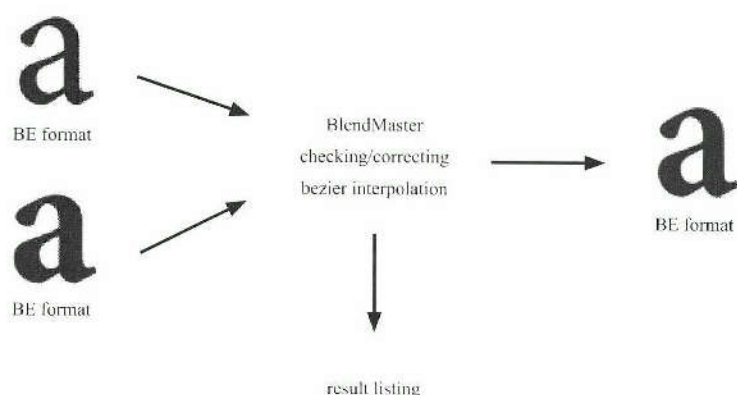 a
BE format
a
BE format
BlendMaster
checking/correcting
bezier interpolation
a
BE format
result listing